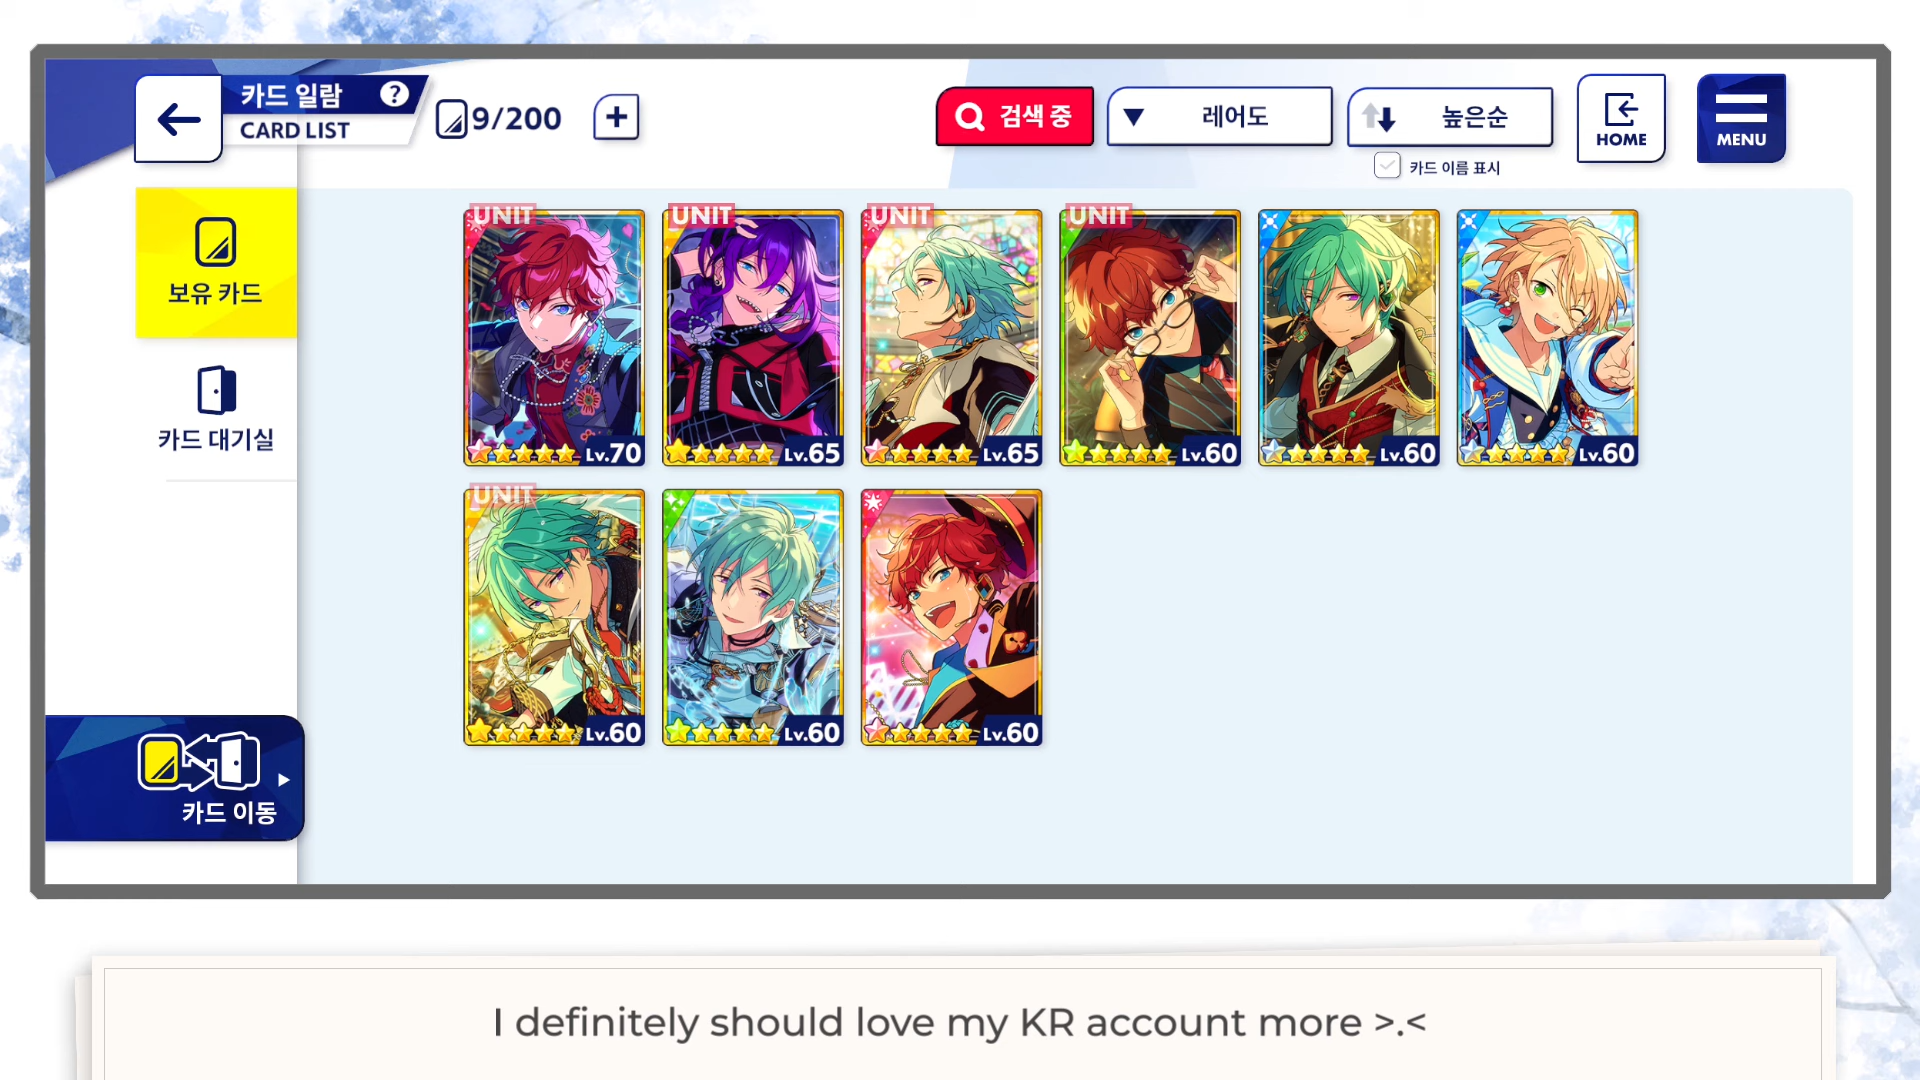 카드 일람 ?
CARD LIST
9/200 +
검색 중
레어도
높은순
카드 이름 표시
HOME
MENU
보유 카드
카드 대기실
카드 이동
UNIT UNIT UNIT UNIT
Lv.70 Lv.65 Lv.65 Lv.60 Lv.60 Lv.60
UNIT
Lv.60 Lv.60 Lv.60
I definitely should love my KR account more >.<